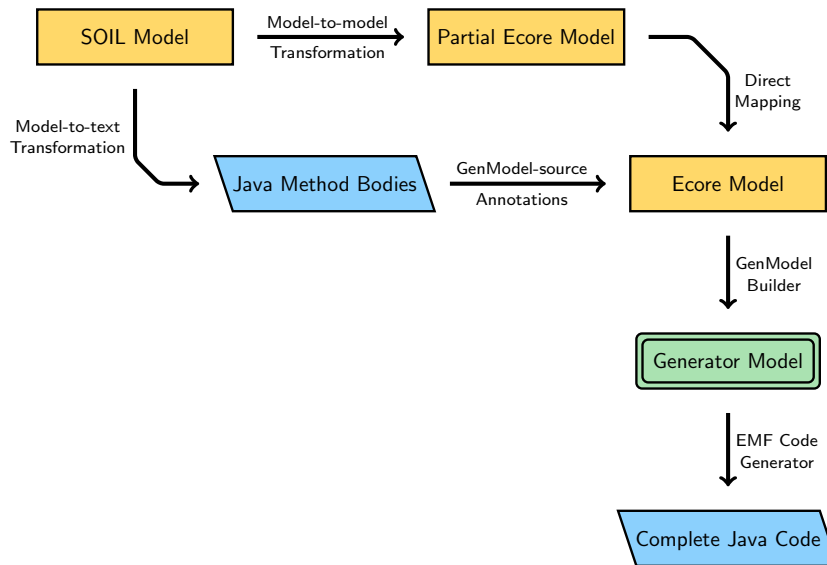 SOIL Model
Model-to-model
Transformation
Partial Ecore Model
Direct
Mapping
Model-to-text
Transformation
Java Method Bodies
GenModel-source
Annotations
Ecore Model
GenModel
Builder
Generator Model
EMF Code
Generator
Complete Java Code